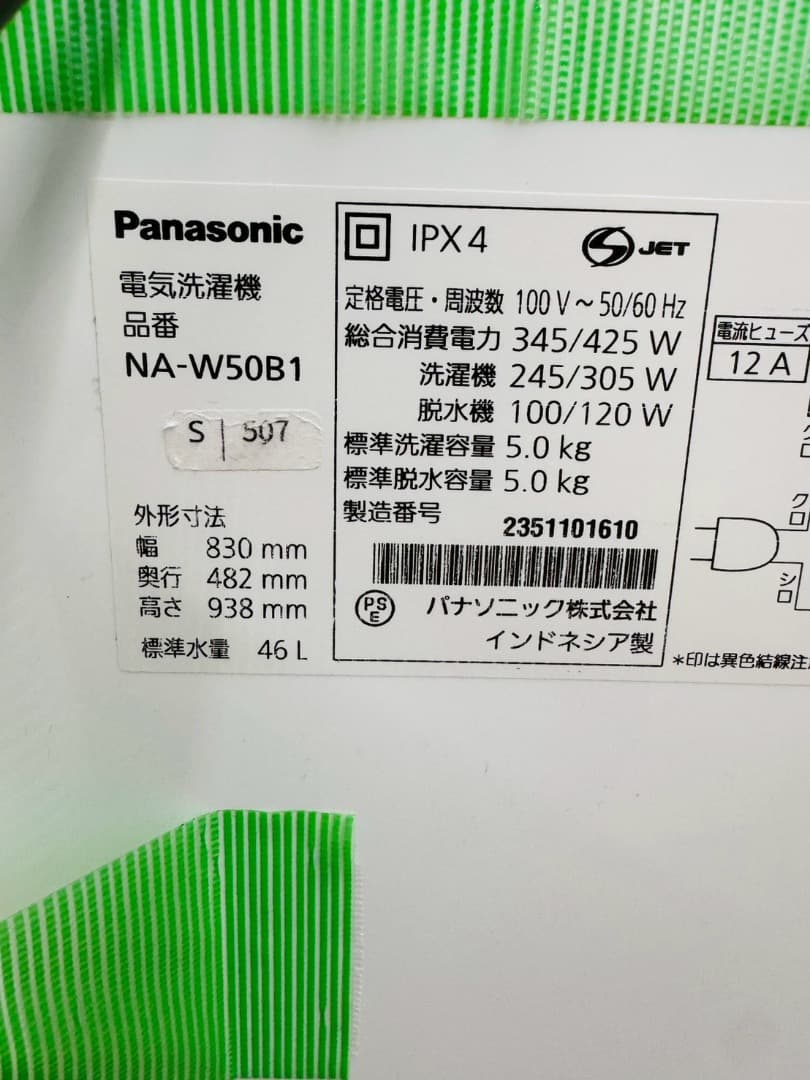 Panasonic
電気洗濯機
品番
NA-W50B1
S | 507
外形寸法
幅 830 mm
奥行 482 mm
高さ 938 mm
標準水量 46 L
IPX4
S JET
定格電圧・周波数 100 V～50/60 Hz
総合消費電力 345/425 W
洗濯機 245/305 W
脱水機 100/120 W
標準洗濯容量 5.0 kg
標準脱水容量 5.0 kg
製造番号
2351101610
PS
E
パナソニック株式会社
インドネシア製
電流ヒューズ
12 A
ク
ロ
シ
ロ
*印は異色結線注